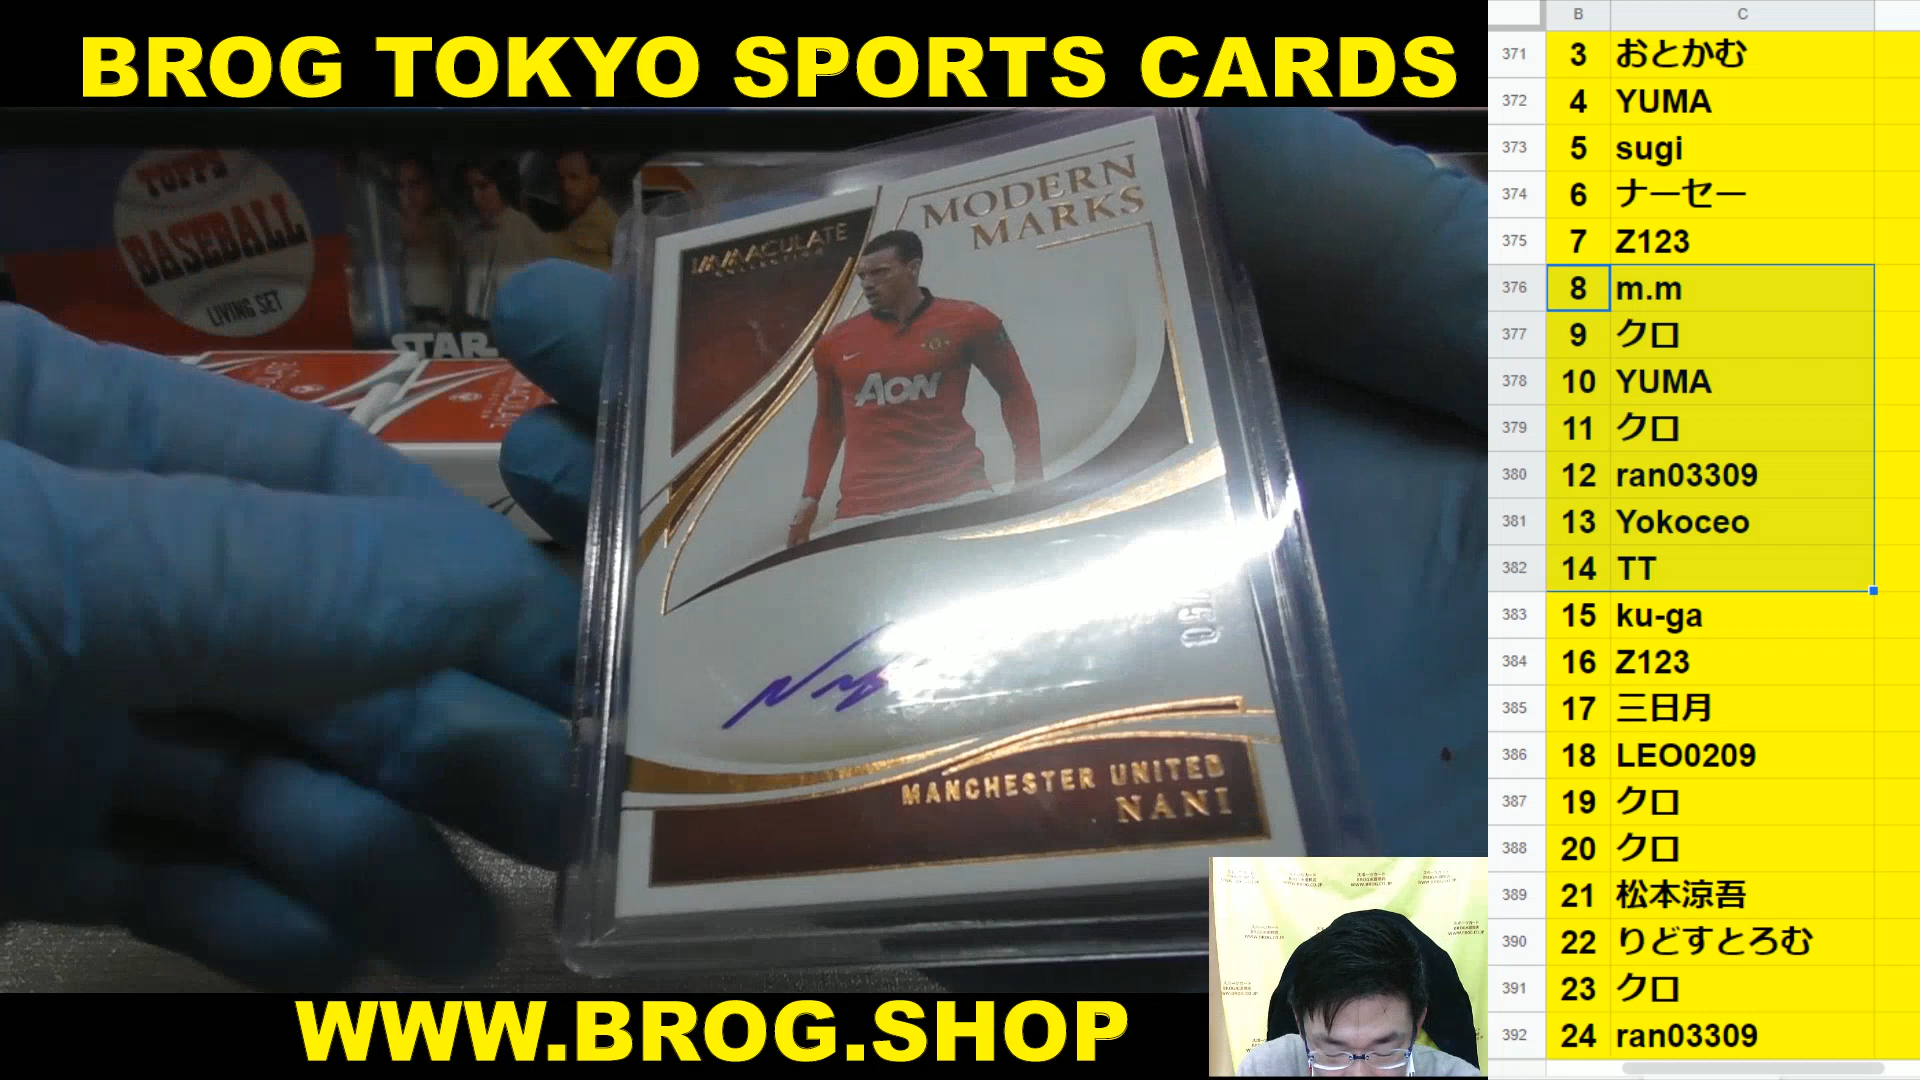 BROG TOKYO SPORTS CARDS
TOPPS
BASEBALL
LIVING SET
STAR
IMMACULATE
COLLECTION
MODERN
MARKS
AON
MANCHESTER UNITED
NANI
WWW.BROG.SHOP
B C
371 3 おとかむ
372 4 YUMA
373 5 sugi
374 6 ナーセー
375 7 Z123
376 8 m.m
377 9 クロ
378 10 YUMA
379 11 クロ
380 12 ran03309
381 13 Yokoceo
382 14 TT
383 15 ku-ga
384 16 Z123
385 17 三日月
386 18 LEO0209
387 19 クロ
388 20 クロ
389 21 松本涼吾
390 22 りどすとろむ
391 23 クロ
392 24 ran03309